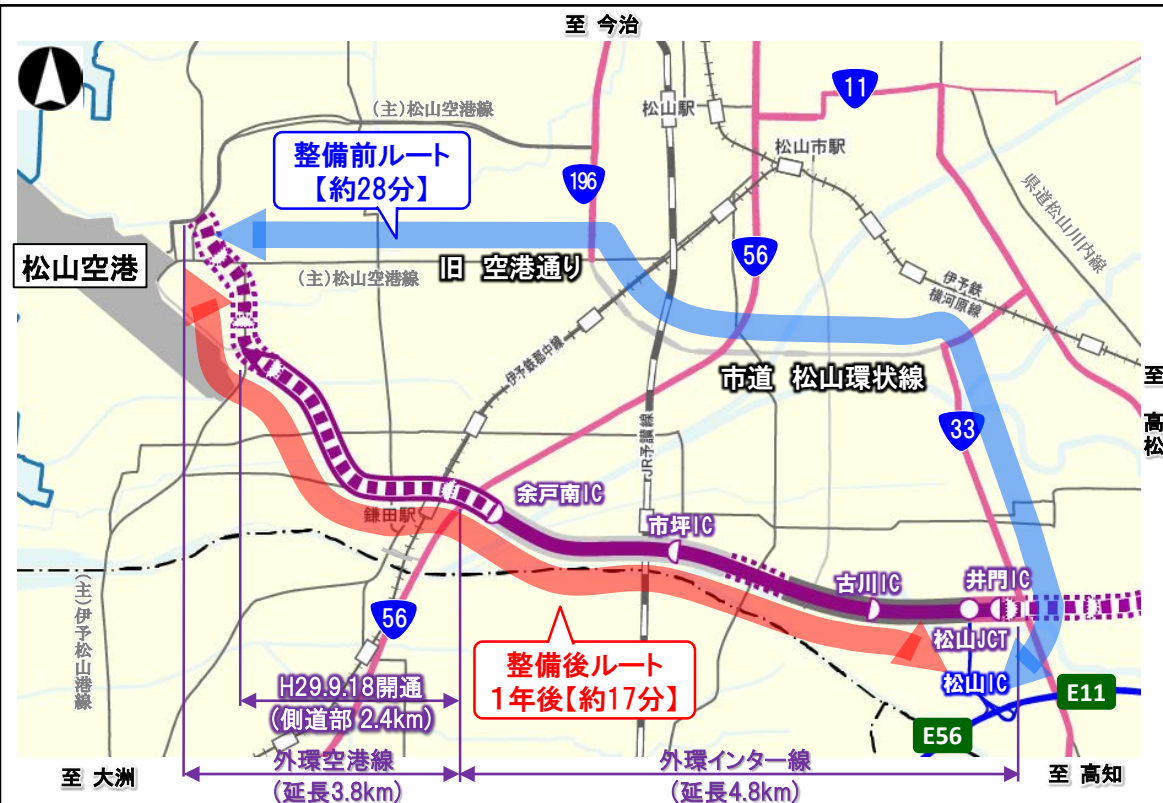 至 今治
11
(主)松山空港線
松山駅
松山市駅
整備前ルート
【約28分】
196
県道松山川内線
松山空港
(主)松山空港線
旧 空港通り
56
伊予鉄
横河原線
伊予鉄郡中線
市道 松山環状線
至
高
松
33
JR予讃線
余戸南IC
鎌田駅
市坪IC
古川IC
井門IC
(主)伊予松山港線
56
松山JCT
整備後ルート
1年後【約17分】
松山IC
H29.9.18開通
(側道部 2.4km)
E11
E56
外環空港線
(延長3.8km)
外環インター線
(延長4.8km)
至 大洲
至 高知